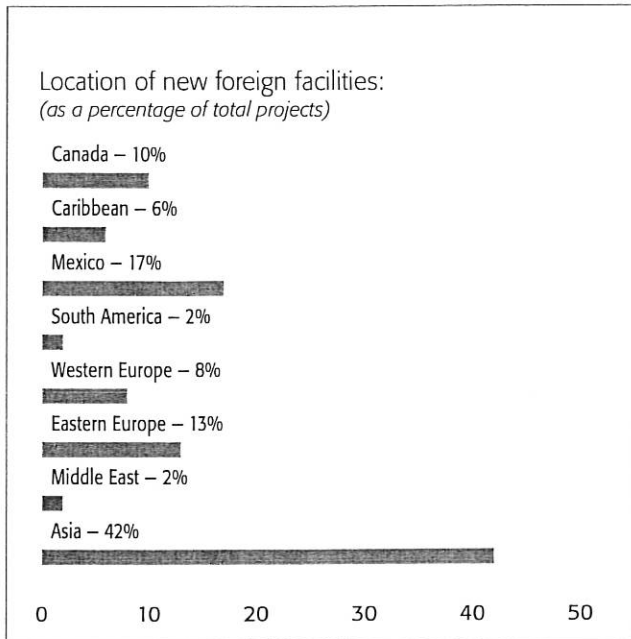 Location of new foreign facilities:
(as a percentage of total projects)
Canada – 10%
Caribbean – 6%
Mexico – 17%
South America – 2%
Western Europe – 8%
Eastern Europe – 13%
Middle East – 2%
Asia – 42%
0 10 20 30 40 50